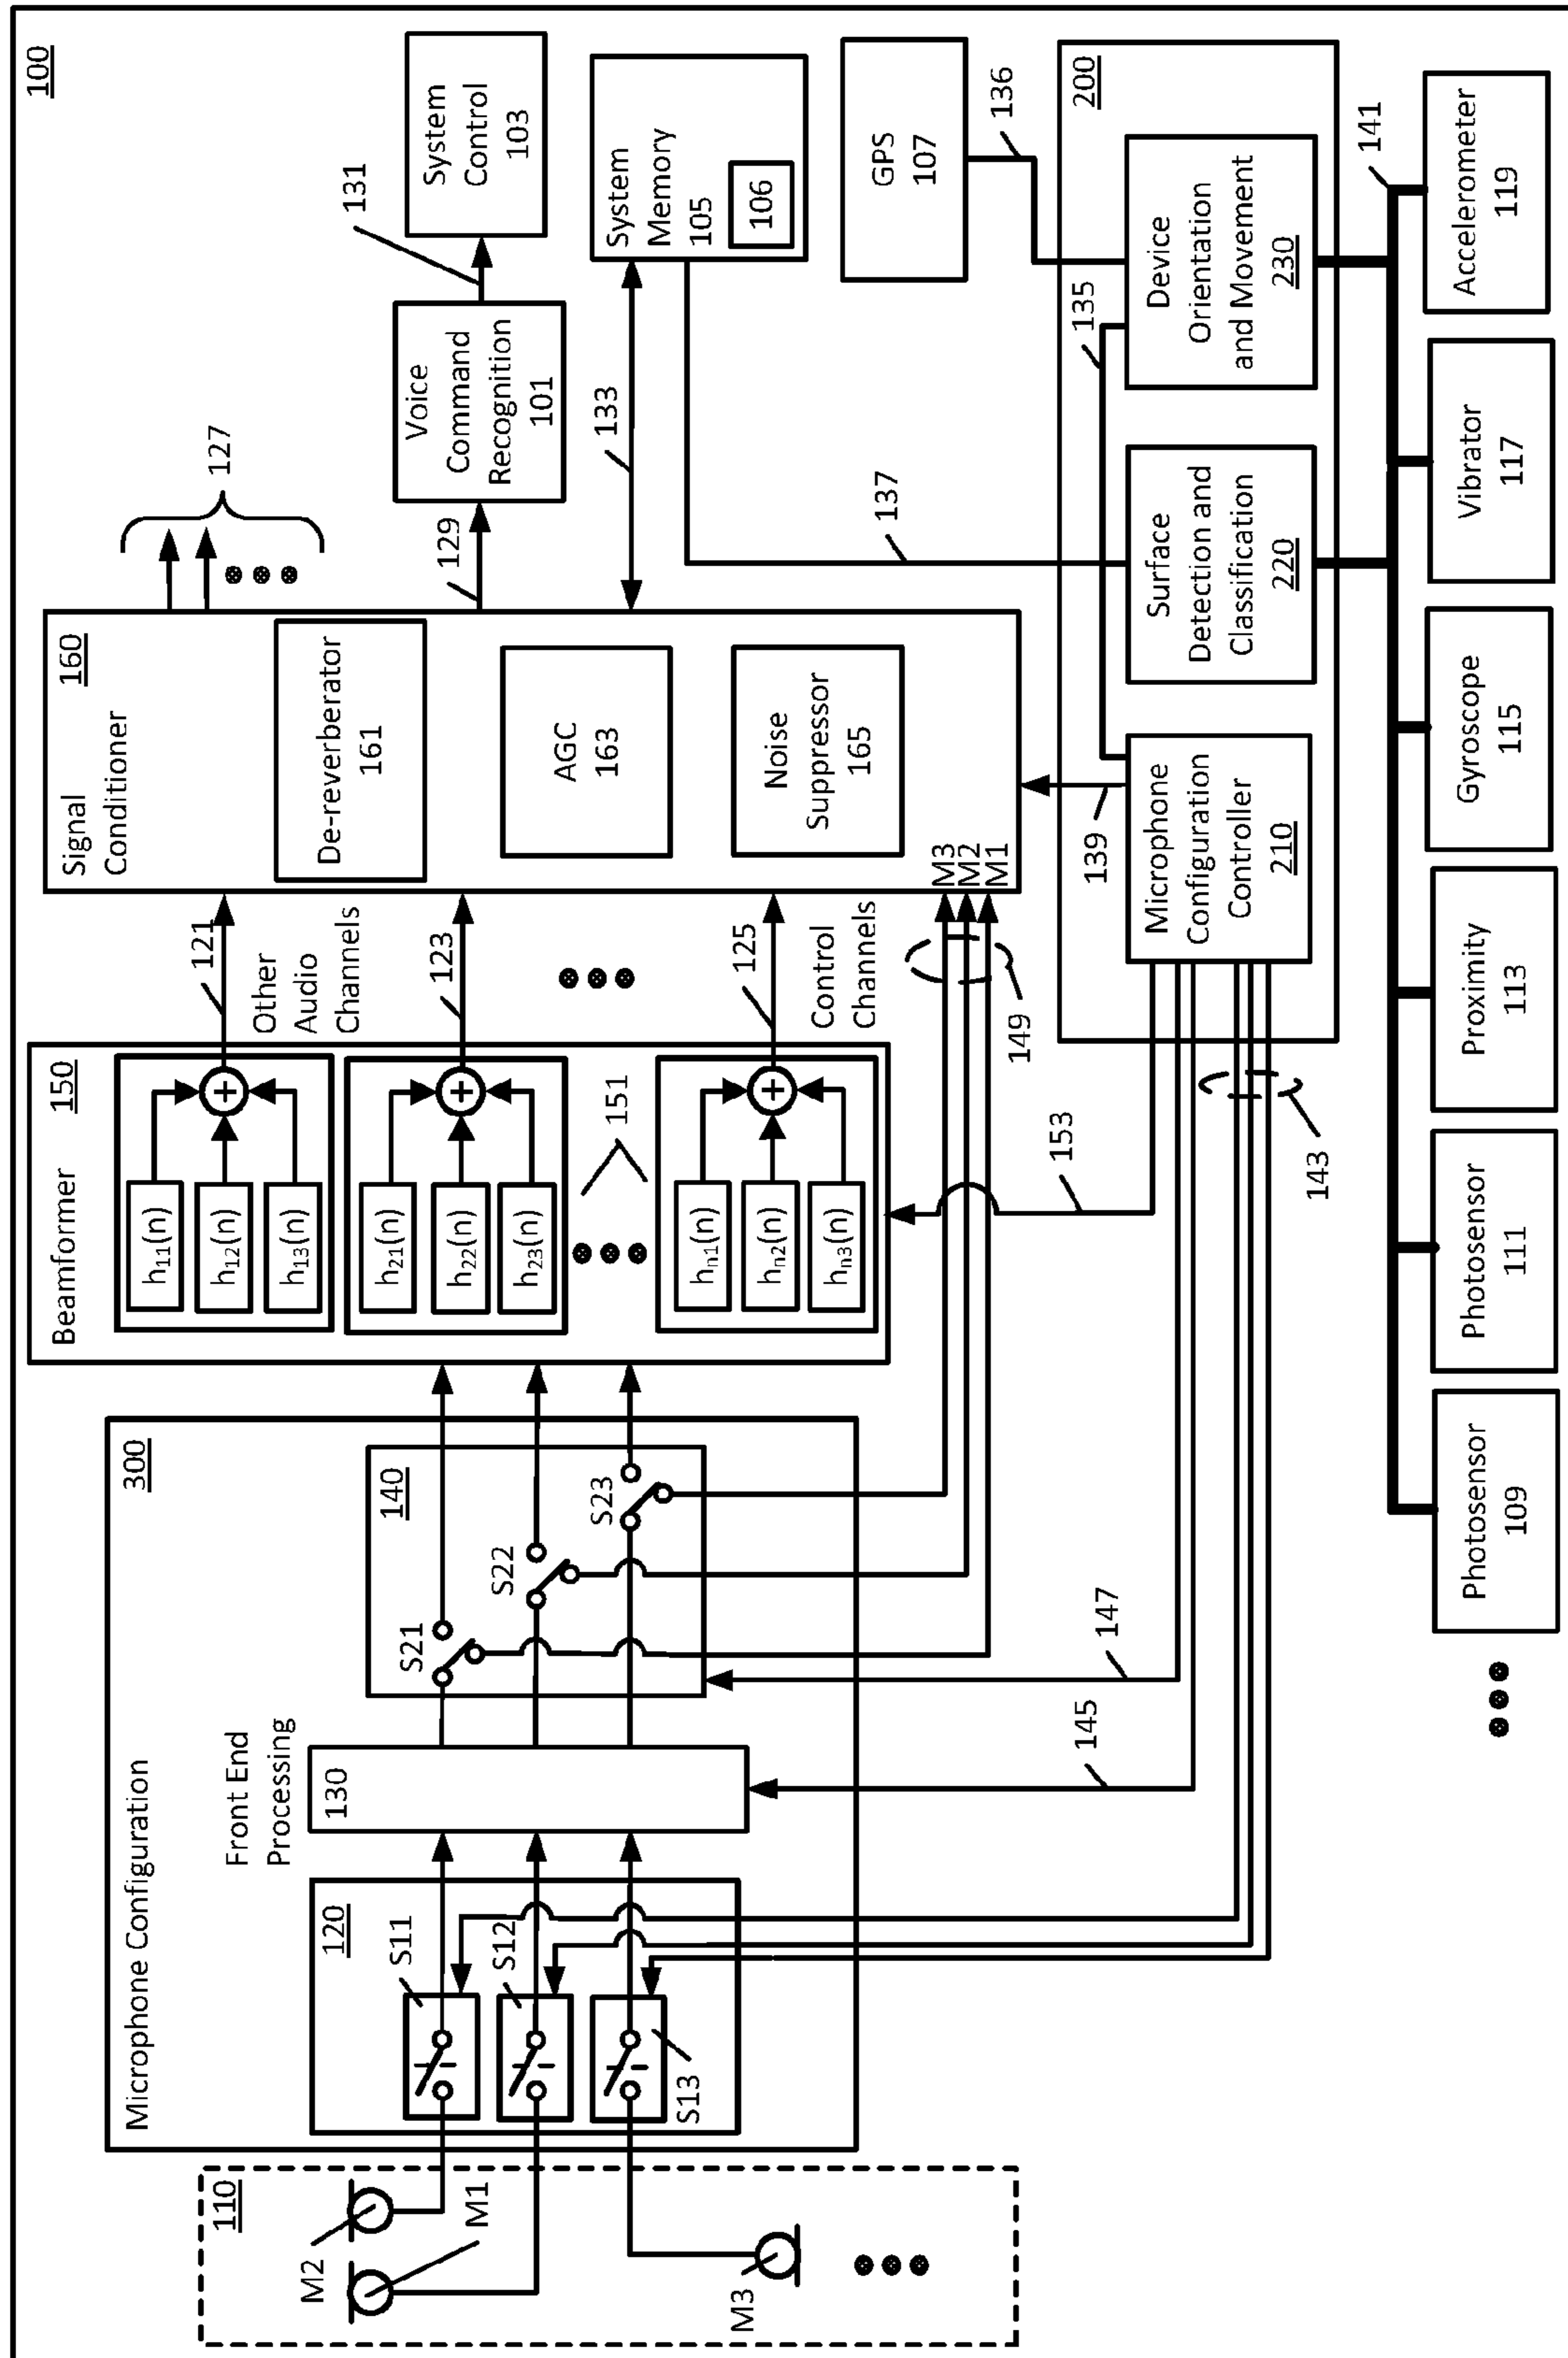 100
Microphone Configuration
300
110
M2
M1
M3
120
S11
S12
S13
Front End
Processing
130
140
S21
S22
S23
Beamformer
150
h11(n)
h12(n)
h13(n)
+
h21(n)
h22(n)
h23(n)
+
151
hn1(n)
hn2(n)
hn3(n)
+
121
Other
Audio
Channels
123
125
Control
Channels
149
Signal
Conditioner
160
De-reverberator
161
AGC
163
Noise
Suppressor
165
M3
M2
M1
127
129
Voice
Command
Recognition
101
131
System
Control
103
133
System
Memory
105
106
137
GPS
107
136
139
135
200
Microphone
Configuration
Controller
210
Surface
Detection and
Classification
220
Device
Orientation
and Movement
230
145
147
153
143
141
Photosensor
109
Photosensor
111
Proximity
113
Gyroscope
115
Vibrator
117
Accelerometer
119